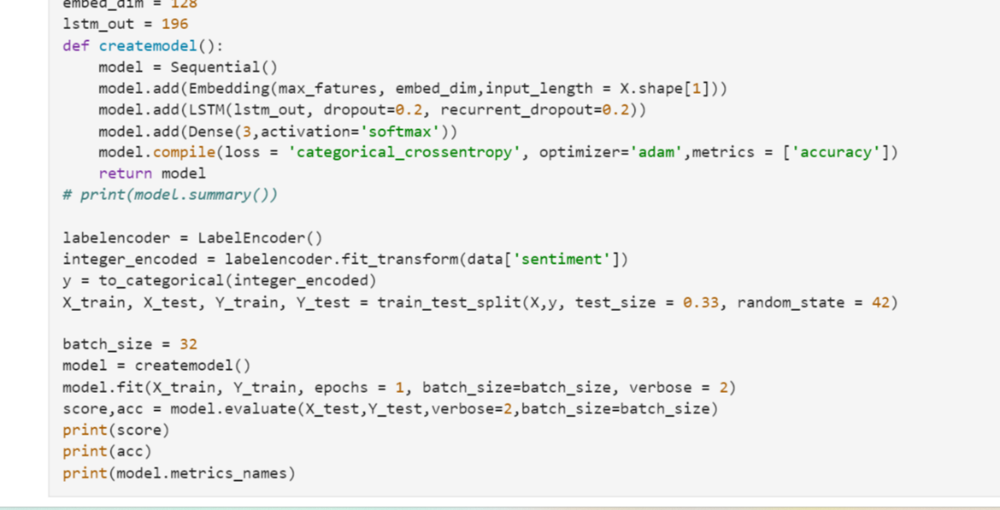 embed_dim = 128
lstm_out = 196
def createmodel():
    model = Sequential()
    model.add(Embedding(max_fatures, embed_dim,input_length = X.shape[1]))
    model.add(LSTM(lstm_out, dropout=0.2, recurrent_dropout=0.2))
    model.add(Dense(3,activation='softmax'))
    model.compile(loss = 'categorical_crossentropy', optimizer='adam',metrics = ['accuracy'])
    return model
# print(model.summary())
labelencoder = LabelEncoder()
integer_encoded = labelencoder.fit_transform(data['sentiment'])
y = to_categorical(integer_encoded)
X_train, X_test, Y_train, Y_test = train_test_split(X,y, test_size = 0.33, random_state = 42)
batch_size = 32
model = createmodel()
model.fit(X_train, Y_train, epochs = 1, batch_size=batch_size, verbose = 2)
score,acc = model.evaluate(X_test,Y_test,verbose=2,batch_size=batch_size)
print(score)
print(acc)
print(model.metrics_names)